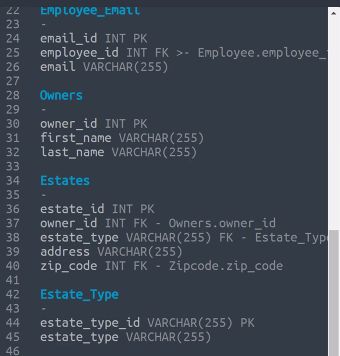 22 Employee_Email
23 -
24 email_id INT PK
25 employee_id INT FK >- Employee.employee_
26 email VARCHAR(255)
27
28 Owners
29 -
30 owner_id INT PK
31 first_name VARCHAR(255)
32 last_name VARCHAR(255)
33
34 Estates
35 -
36 estate_id INT PK
37 owner_id INT FK - Owners.owner_id
38 estate_type VARCHAR(255) FK - Estate_Type
39 address VARCHAR(255)
40 zip_code INT FK - Zipcode.zip_code
41
42 Estate_Type
43 -
44 estate_type_id VARCHAR(255) PK
45 estate_type VARCHAR(255)
46